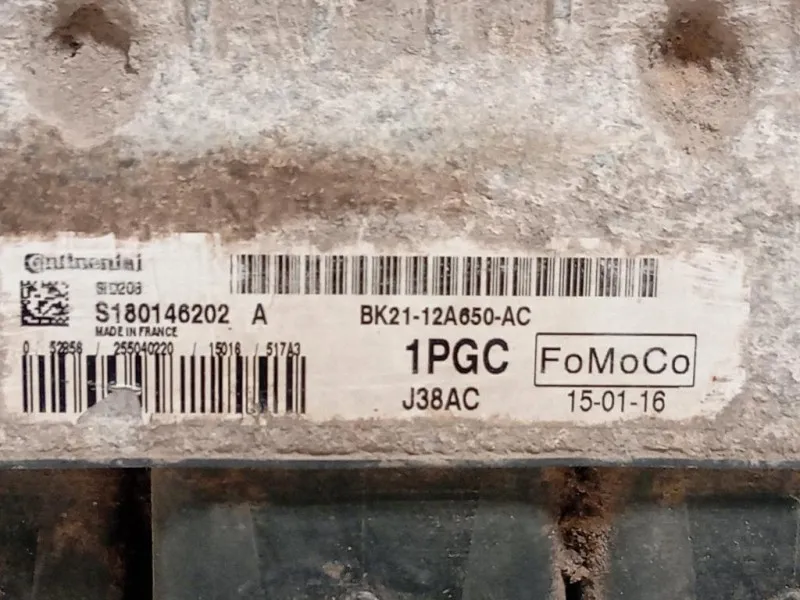 Continental
SID208
S180146202 A
BK21-12A650-AC
MADE IN FRANCE
0 52856 / 255040220 / 15016 / 517A3
1PGC
FoMoCo
J38AC
15-01-16